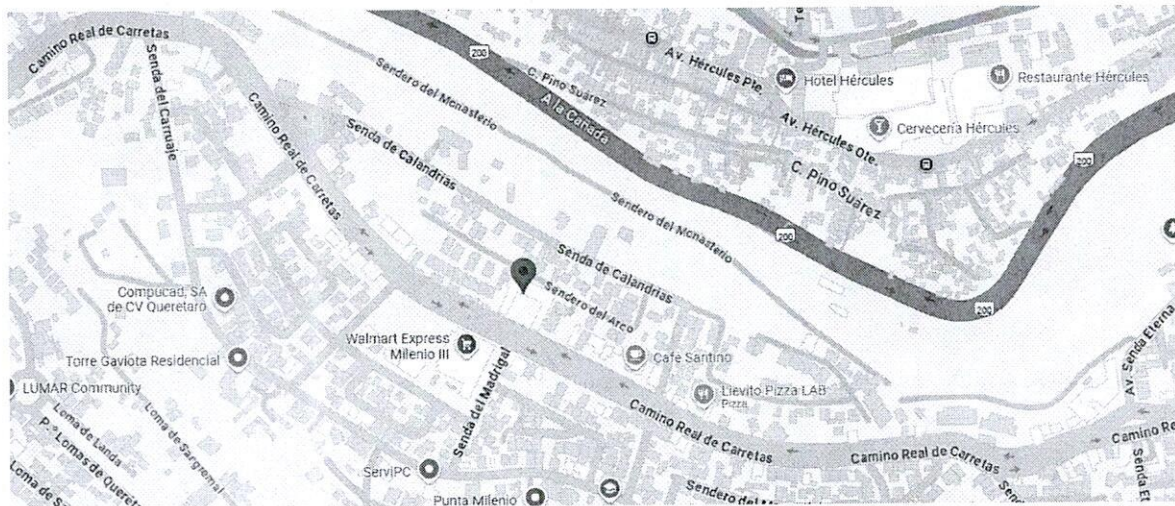 Camino Real de Carretas
Senda del Carruaje
Camino Real de Carretas
Sendero del Monasterio
Senda de Calandrias
200
C. Pino Suárez
A la Cañada
Av. Hércules Pte.
Hotel Hércules
Restaurante Hércules
Cervecería Hércules
Av. Hércules Ote.
C. Pino Suárez
200
Sendero del Monasterio
200
200
Senda de Calandrias
Sendero del Arco
Compucad, SA
de CV Querétaro
Torre Gaviota Residencial
LUMAR Community
Walmart Express
Milenio III
Senda del Madrigal
Café Santino
Lievito Pizza LAB
Pizza
Av. Senda Eterna
Loma de Landa
Loma de Sangremal
Camino Real de Carretas
Camino Real de Carretas
Camino Re
ServiPC
Punta Milenio
Sendero del M
Senda Et